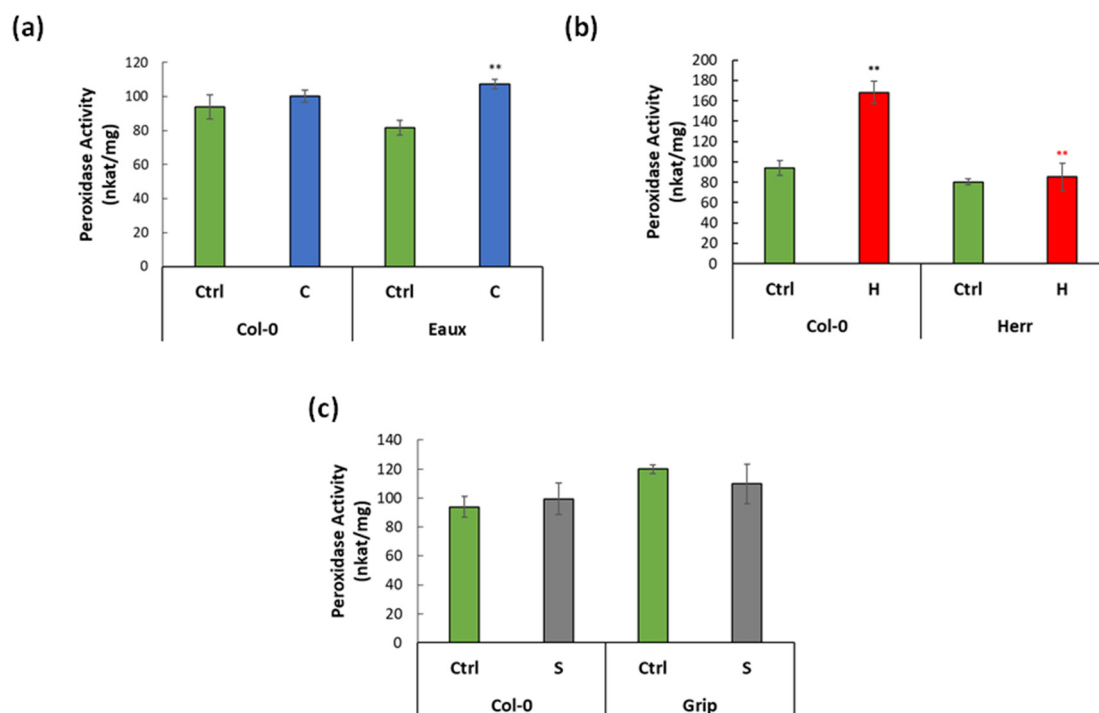 (a)
Peroxidase Activity
(nkat/mg)
120
100
80
60
40
20
0
**
Ctrl C Ctrl C
Col-0 Eaux
(b)
Peroxidase Activity
(nkat/mg)
200
180
160
140
120
100
80
60
40
20
0
**
**
Ctrl H Ctrl H
Col-0 Herr
(c)
Peroxidase Activity
(nkat/mg)
140
120
100
80
60
40
20
0
Ctrl S Ctrl S
Col-0 Grip